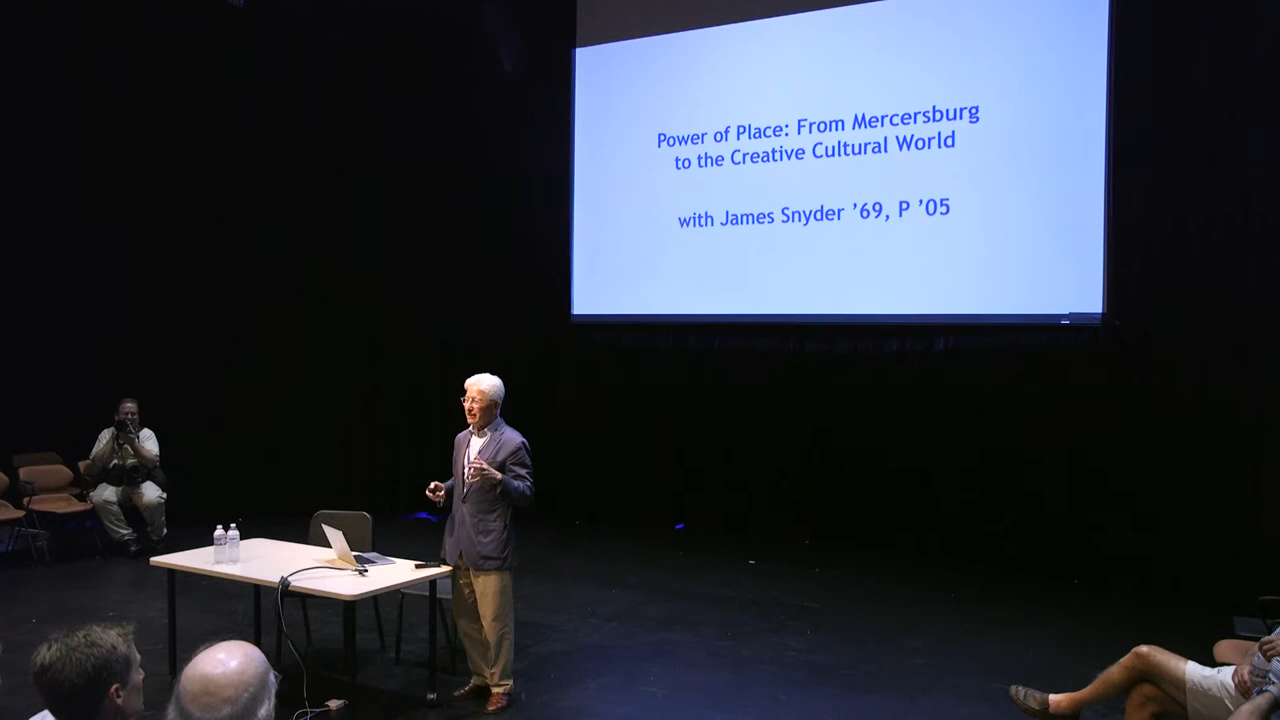 Power of Place: From Mercersburg
to the Creative Cultural World
with James Snyder ’69, P ’05